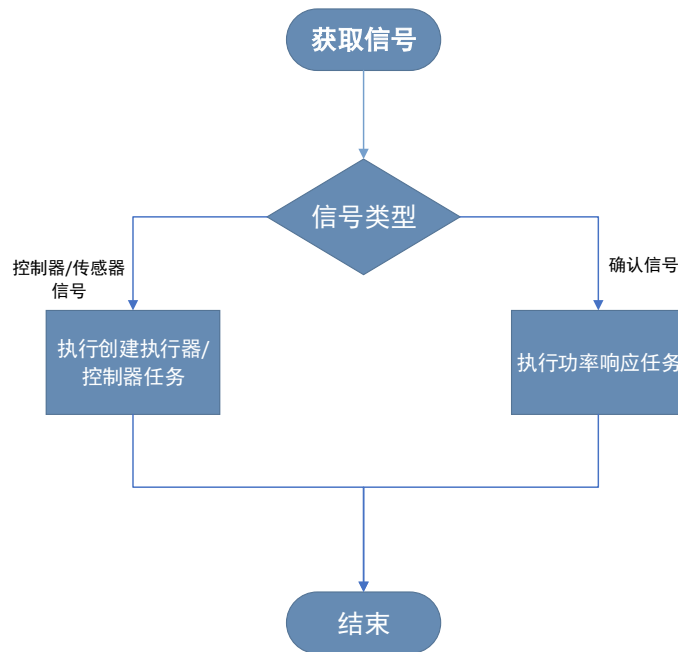 获取信号
信号类型
控制器/传感器
信号
确认信号
执行创建执行器/
控制器任务
执行功率响应任务
结束